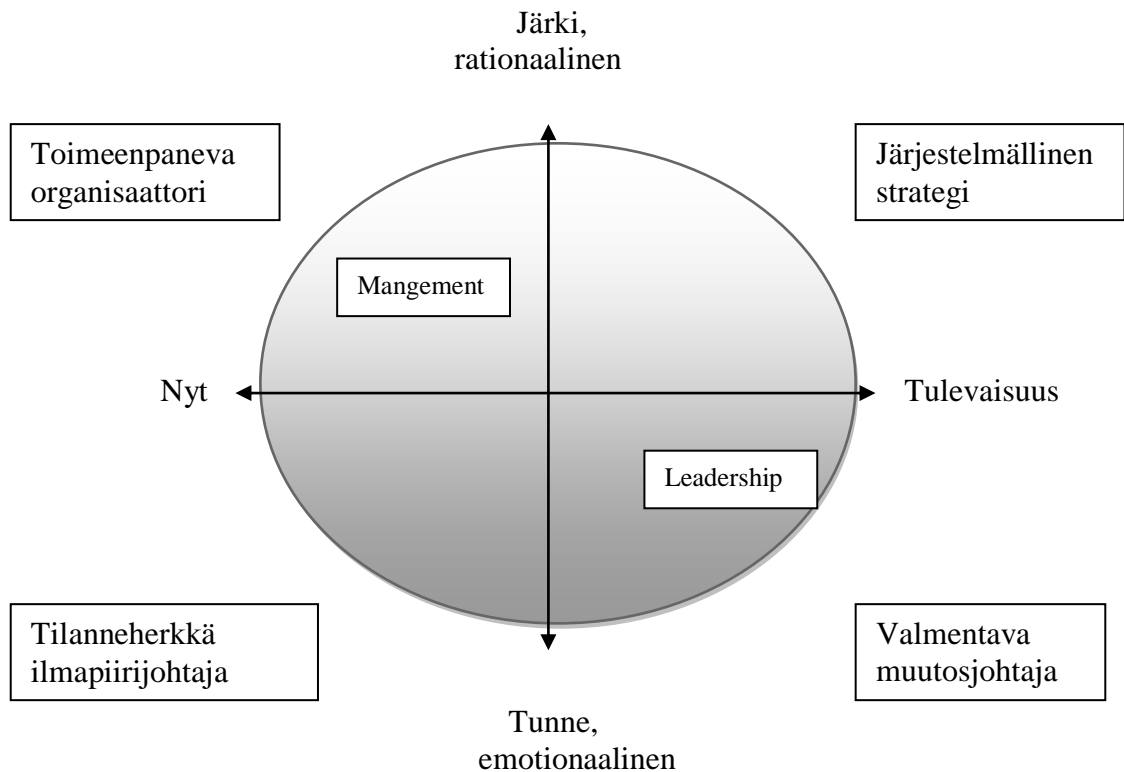 Järki,
rationaalinen
Toimeenpaneva
organisaattori
Järjestelmällinen
strategi
Mangement
Nyt
Tulevaisuus
Leadership
Tilanneherkkä
ilmapiirijohtaja
Valmentava
muutosjohtaja
Tunne,
emotionaalinen